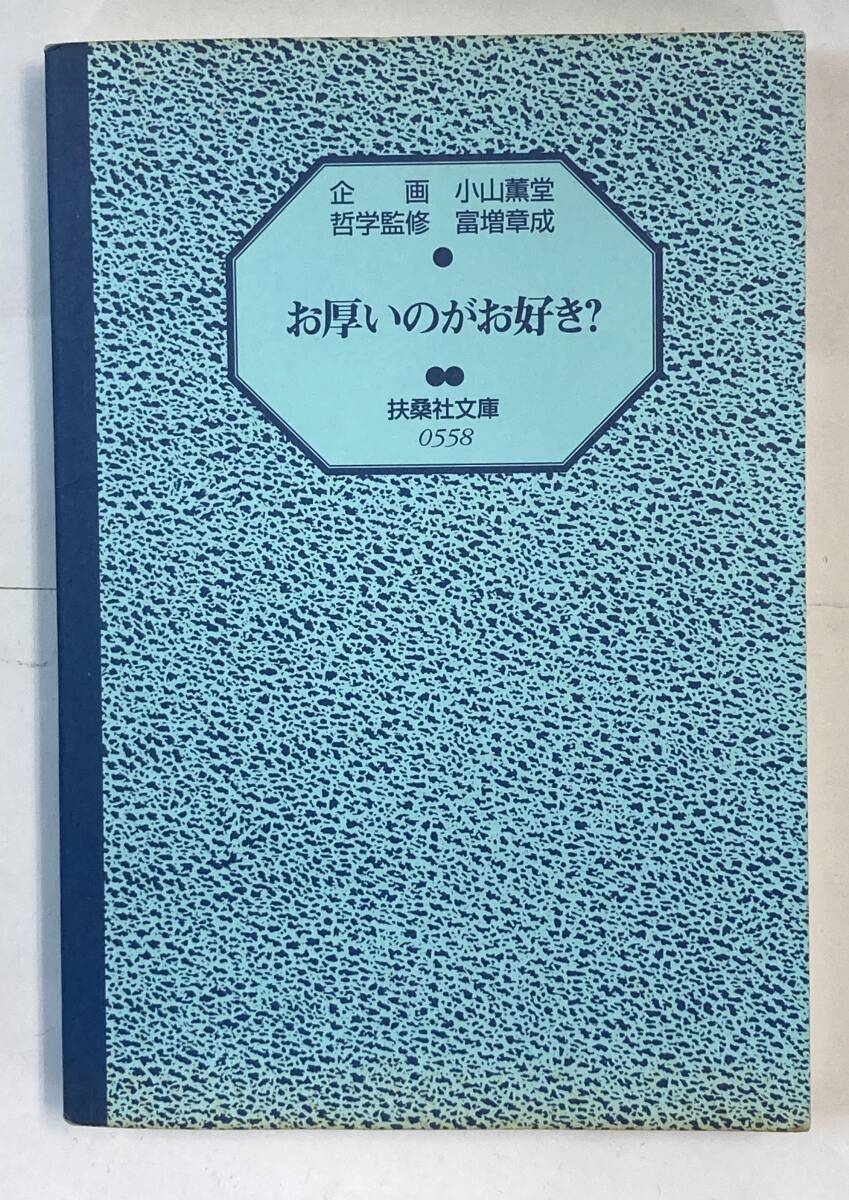 企　画　小山薫堂
哲学監修　富増章成
お厚いのがお好き?
扶桑社文庫
0558